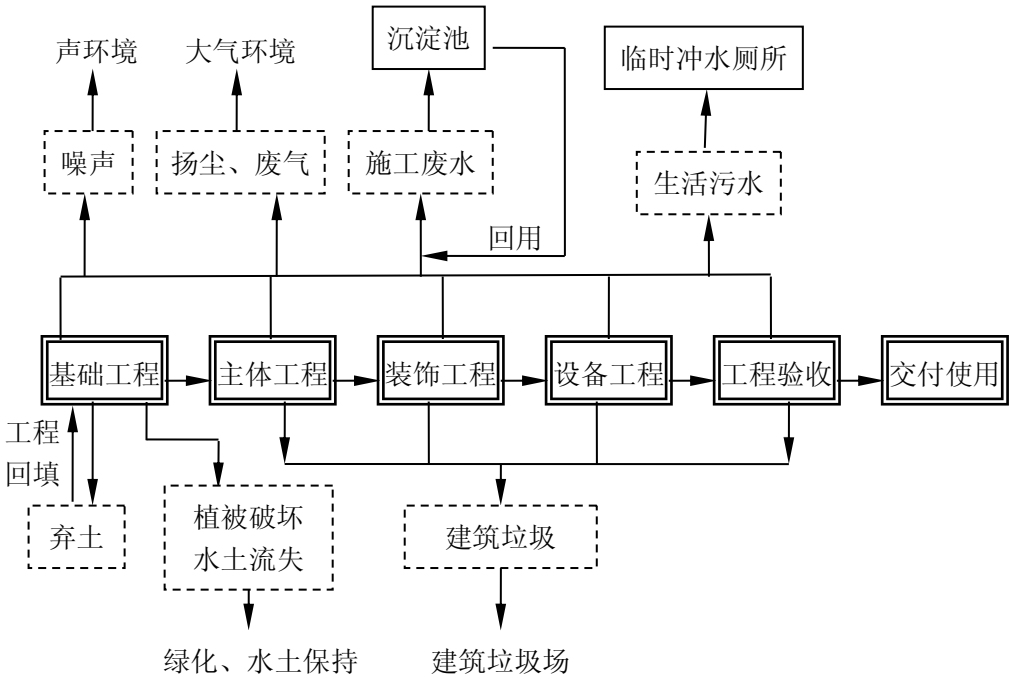 声环境
大气环境
沉淀池
临时冲水厕所
噪声
扬尘、废气
施工废水
生活污水
回用
基础工程
主体工程
装饰工程
设备工程
工程验收
交付使用
工程
回填
弃土
植被破坏
水土流失
建筑垃圾
绿化、水土保持
建筑垃圾场